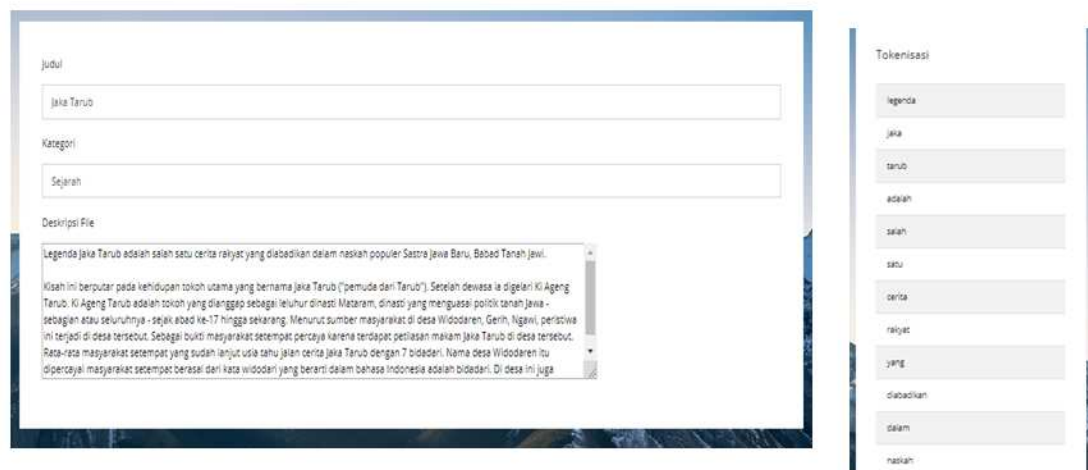 Judul
Jaka Tarub
Kategori
Sejarah
Deskripsi File
Legenda Jaka Tarub adalah salah satu cerita rakyat yang diabadikan dalam naskah populer Sastra Jawa Baru, Babad Tanah Jawi.
Kisah ini berputar pada kehidupan tokoh utama yang bernama Jaka Tarub ("pemuda dari Tarub"). Setelah dewasa ia digelari Ki Ageng
Tarub. Ki Ageng Tarub adalah tokoh yang dianggap sebagai leluhur dinasti Mataram, dinasti yang menguasai politik tanah Jawa -
sebagian atau seluruhnya - sejak abad ke-17 hingga sekarang. Menurut sumber masyarakat di desa Widodaren, Gerih, Ngawi, peristiwa
ini terjadi di desa tersebut. Sebagai bukti masyarakat setempat percaya karena terdapat petilasan makam Jaka Tarub di desa tersebut.
Rata-rata masyarakat setempat yang sudah lanjut usia tahu jalan cerita Jaka Tarub dengan 7 bidadari. Nama desa Widodaren itu
dipercayai masyarakat setempat berasal dari kata widodari yang berarti dalam bahasa Indonesia adalah bidadari. Di desa ini juga
Tokenisasi
legenda
jaka
tarub
adalah
salah
satu
cerita
rakyat
yang
diabadikan
dalam
naskah